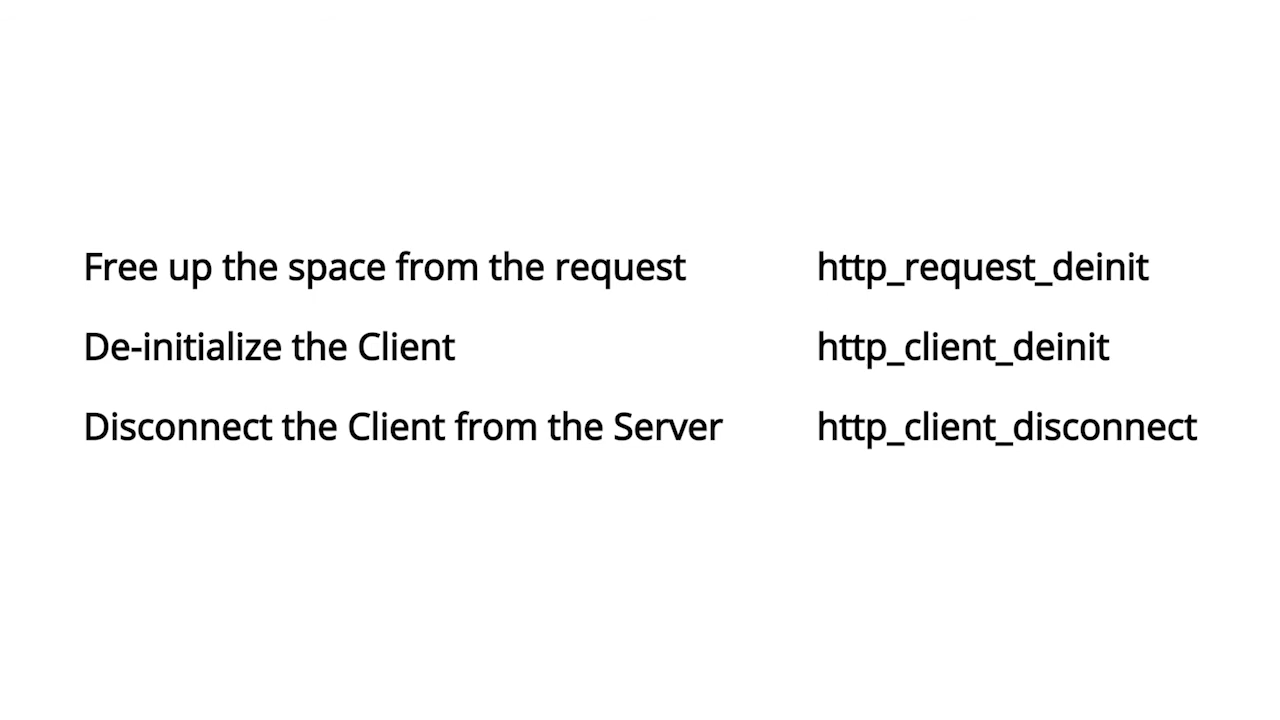 Free up the space from the request http_request_deinit
De-initialize the Client http_client_deinit
Disconnect the Client from the Server http_client_disconnect